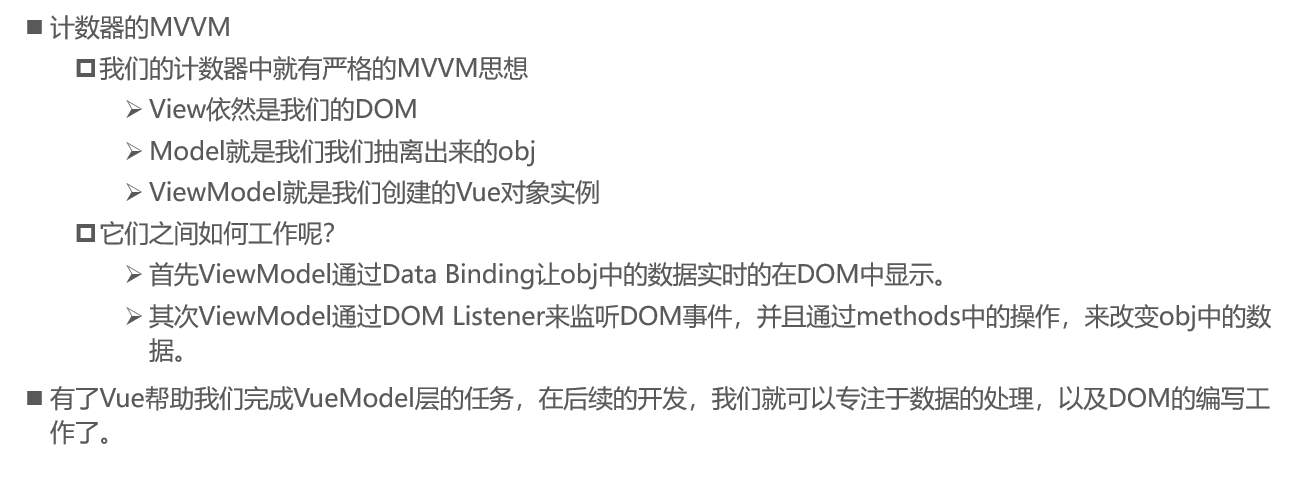 ■ 计数器的MVVM
我们的计数器中就有严格的MVVM思想
➢ View依然是我们的DOM
➢ Model就是我们我们抽离出来的obj
➢ ViewModel就是我们创建的Vue对象实例
它们之间如何工作呢？
➢ 首先ViewModel通过Data Binding让obj中的数据实时的在DOM中显示。
➢ 其次ViewModel通过DOM Listener来监听DOM事件，并且通过methods中的操作，来改变obj中的数
据。
■ 有了Vue帮助我们完成VueModel层的任务，在后续的开发，我们就可以专注于数据的处理，以及DOM的编写工
作了。